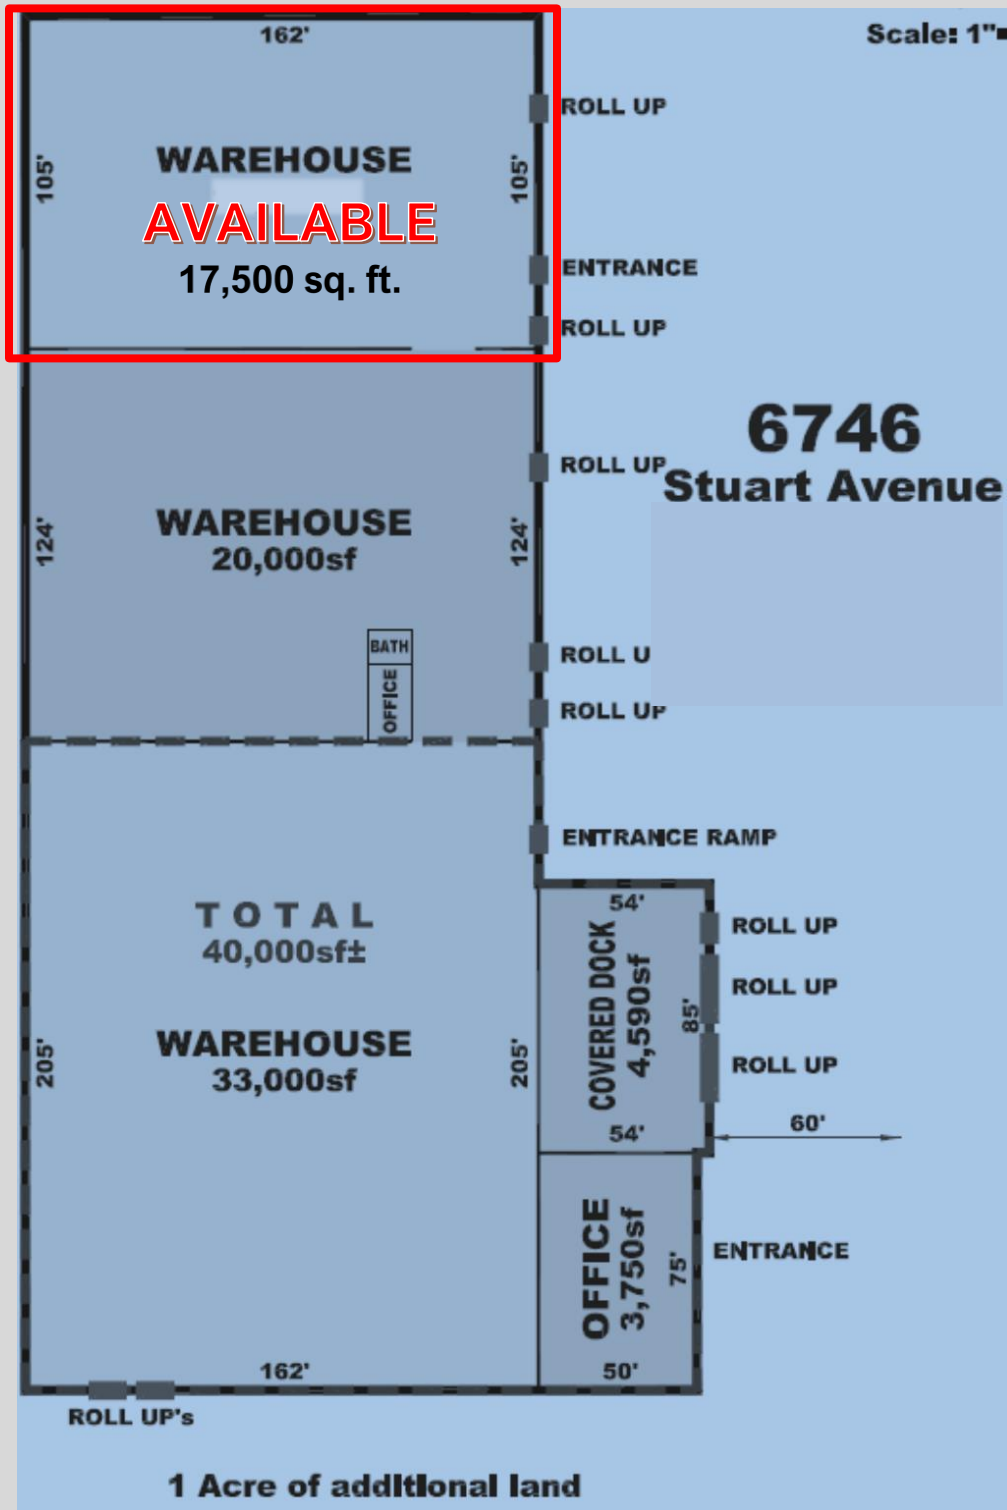 162'
Scale: 1"
ROLL UP
105'
WAREHOUSE
105'
AVAILABLE
17,500 sq. ft.
ENTRANCE
ROLL UP
6746
Stuart Avenue
ROLL UP
124'
WAREHOUSE
20,000sf
124'
BATH
OFFICE
ROLL U
ROLL UP
ENTRANCE RAMP
TOTAL
40,000sf±
54'
COVERED DOCK
4,590sf
85'
54'
ROLL UP
ROLL UP
ROLL UP
60'
205'
WAREHOUSE
33,000sf
205'
OFFICE
3,750sf
75'
ENTRANCE
162'
50'
ROLL UP's
1 Acre of additional land